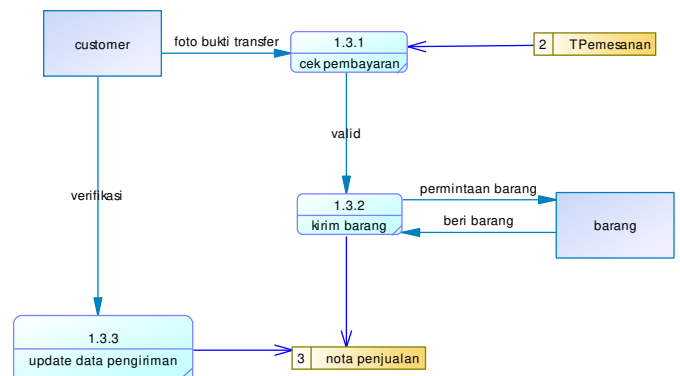 customer
foto bukti transfer
1.3.1
cek pembayaran
2 TPemesanan
valid
verifikasi
1.3.2
kirim barang
permintaan barang
beri barang
barang
1.3.3
update data pengiriman
3 nota penjualan